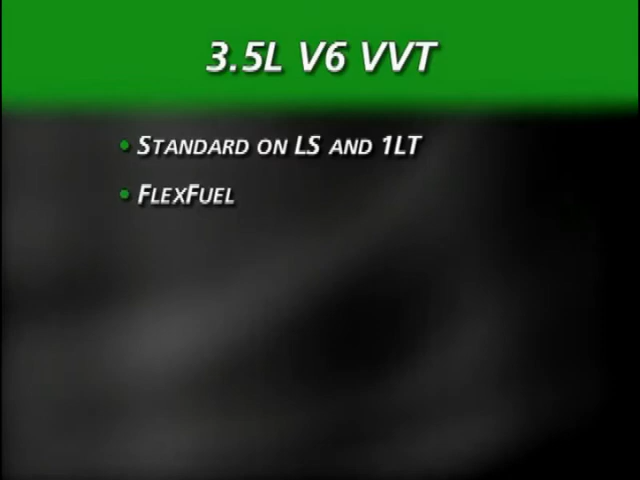 3.5L V6 VVT
• STANDARD ON LS AND 1LT
• FLEXFUEL